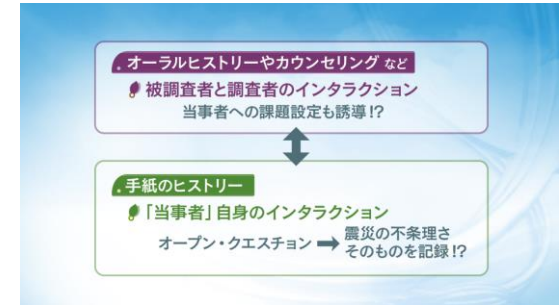 オーラルヒストリーやカウンセリング など
被調査者と調査者のインタラクション
当事者への課題設定も誘導!?
手紙のヒストリー
「当事者」自身のインタラクション
オープン・クエスチョン ➡ 震災の不条理さ
そのものを記録!?